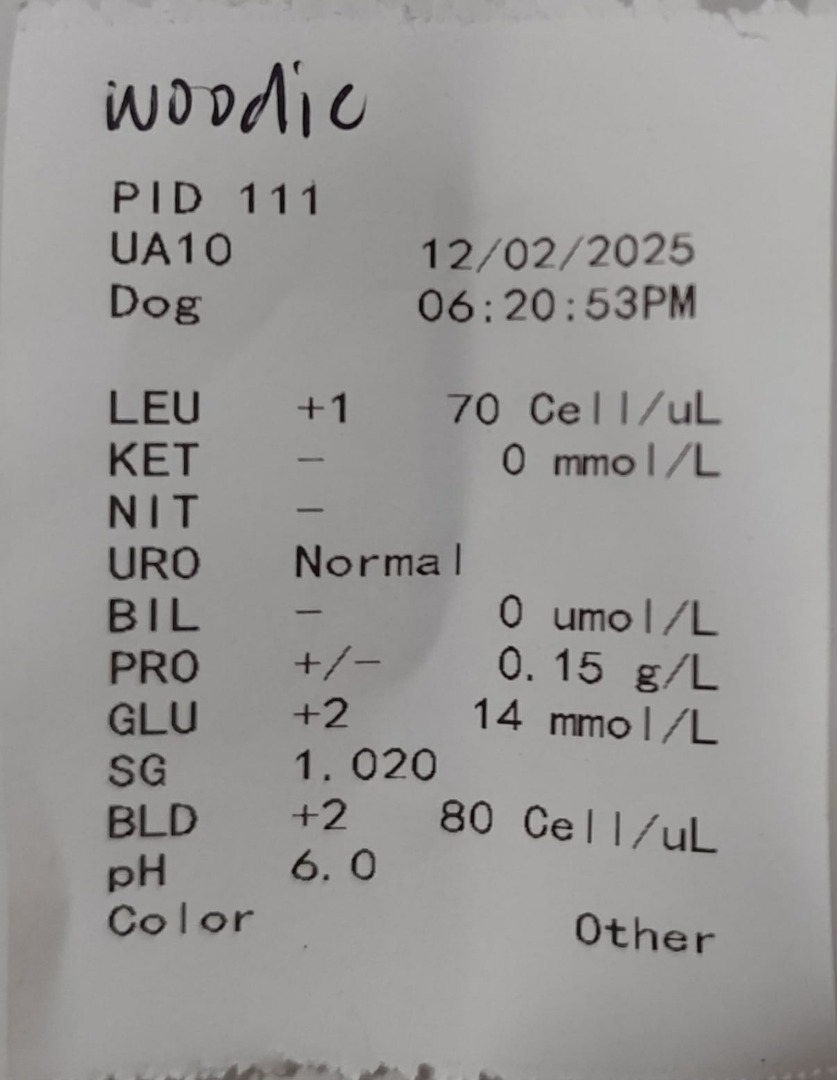 woodie
PID 111
UA10 12/02/2025
Dog 06:20:53PM
LEU +1 70 Cell/uL
KET - 0 mmol/L
NIT -
URO Normal
BIL - 0 umol/L
PRO +/- 0.15 g/L
GLU +2 14 mmol/L
SG 1.020
BLD +2 80 Cell/uL
pH 6.0
Color Other